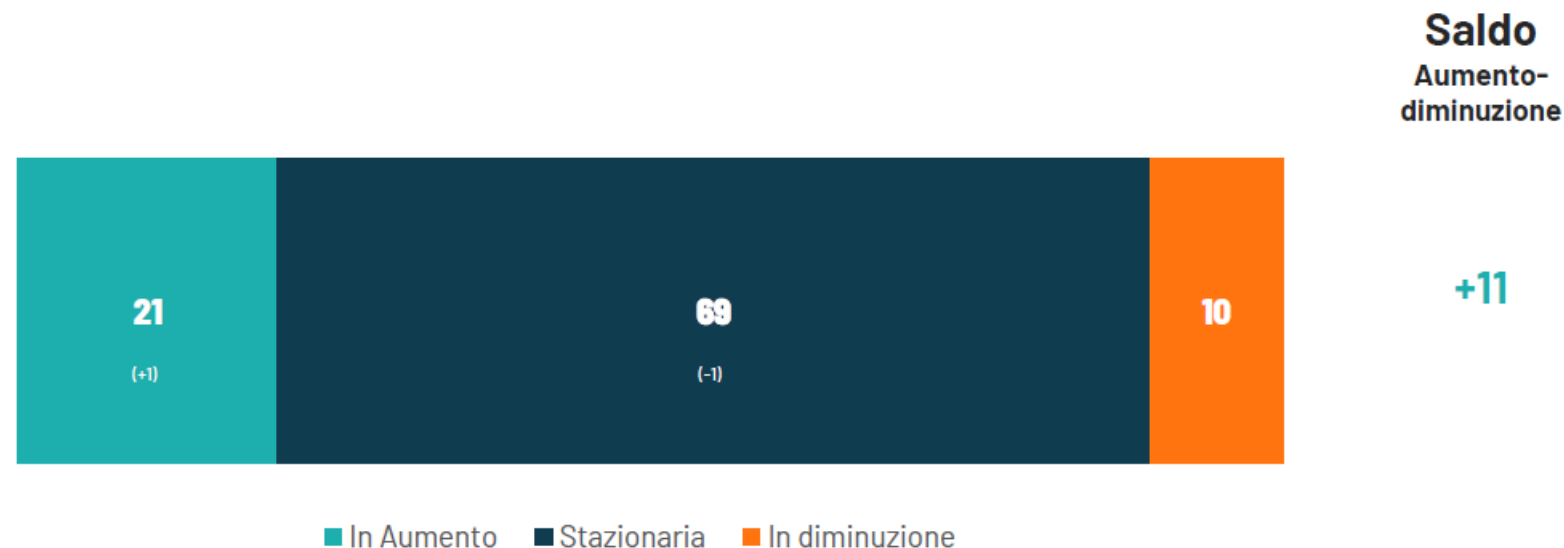 Saldo
Aumento-
diminuzione
21
69
10
+11
(+1)
(-1)
In Aumento
Stazionaria
In diminuzione